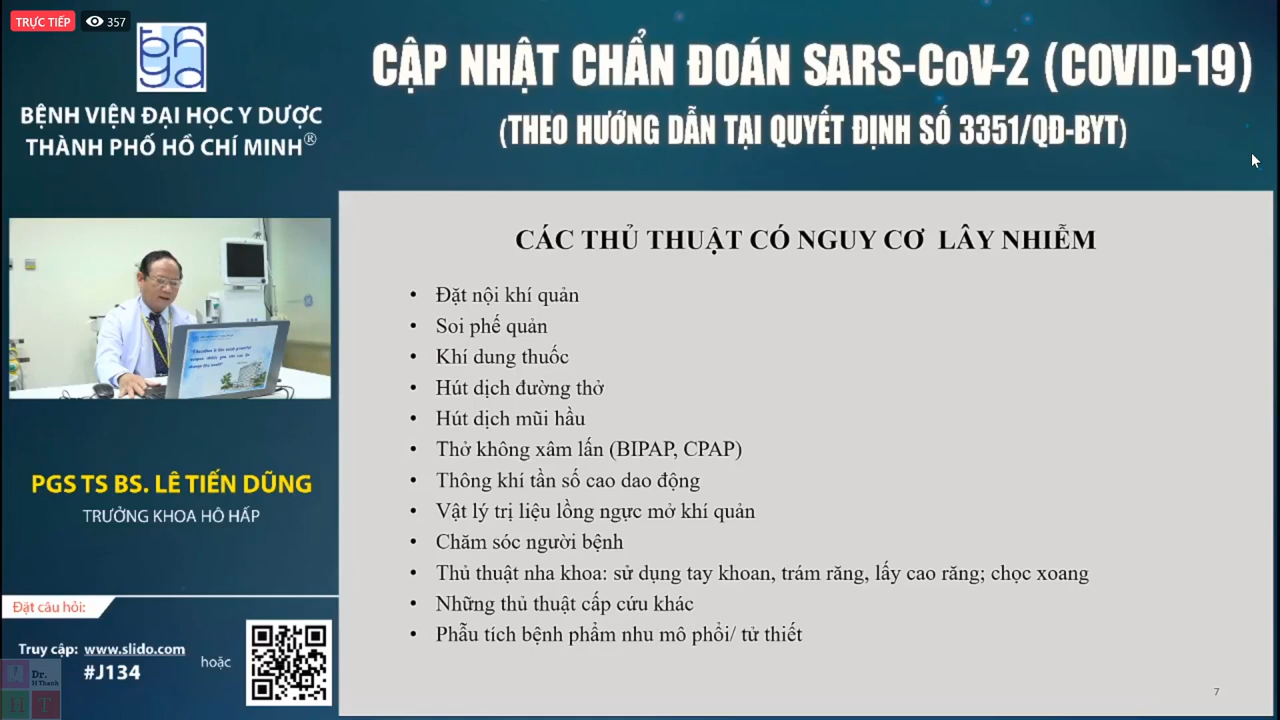 TRỰC TIẾP
357
BỆNH VIỆN ĐẠI HỌC Y DƯỢC
THÀNH PHỐ HỒ CHÍ MINH®
CẬP NHẬT CHẨN ĐOÁN SARS-CoV-2 (COVID-19)
(THEO HƯỚNG DẪN TẠI QUYẾT ĐỊNH SỐ 3351/QĐ-BYT)
PGS TS BS. LÊ TIẾN DŨNG
TRƯỞNG KHOA HÔ HẤP
Đặt câu hỏi:
Truy cập: www.slido.com
#J134
hoặc
Dr.
H Thanh
H T
CÁC THỦ THUẬT CÓ NGUY CƠ LÂY NHIỄM
• Đặt nội khí quản
• Soi phế quản
• Khí dung thuốc
• Hút dịch đường thở
• Hút dịch mũi hầu
• Thở không xâm lấn (BIPAP, CPAP)
• Thông khí tần số cao dao động
• Vật lý trị liệu lồng ngực mở khí quản
• Chăm sóc người bệnh
• Thủ thuật nha khoa: sử dụng tay khoan, trám răng, lấy cao răng; chọc xoang
• Những thủ thuật cấp cứu khác
• Phẫu tích bệnh phẩm nhu mô phổi/ tử thiết
7